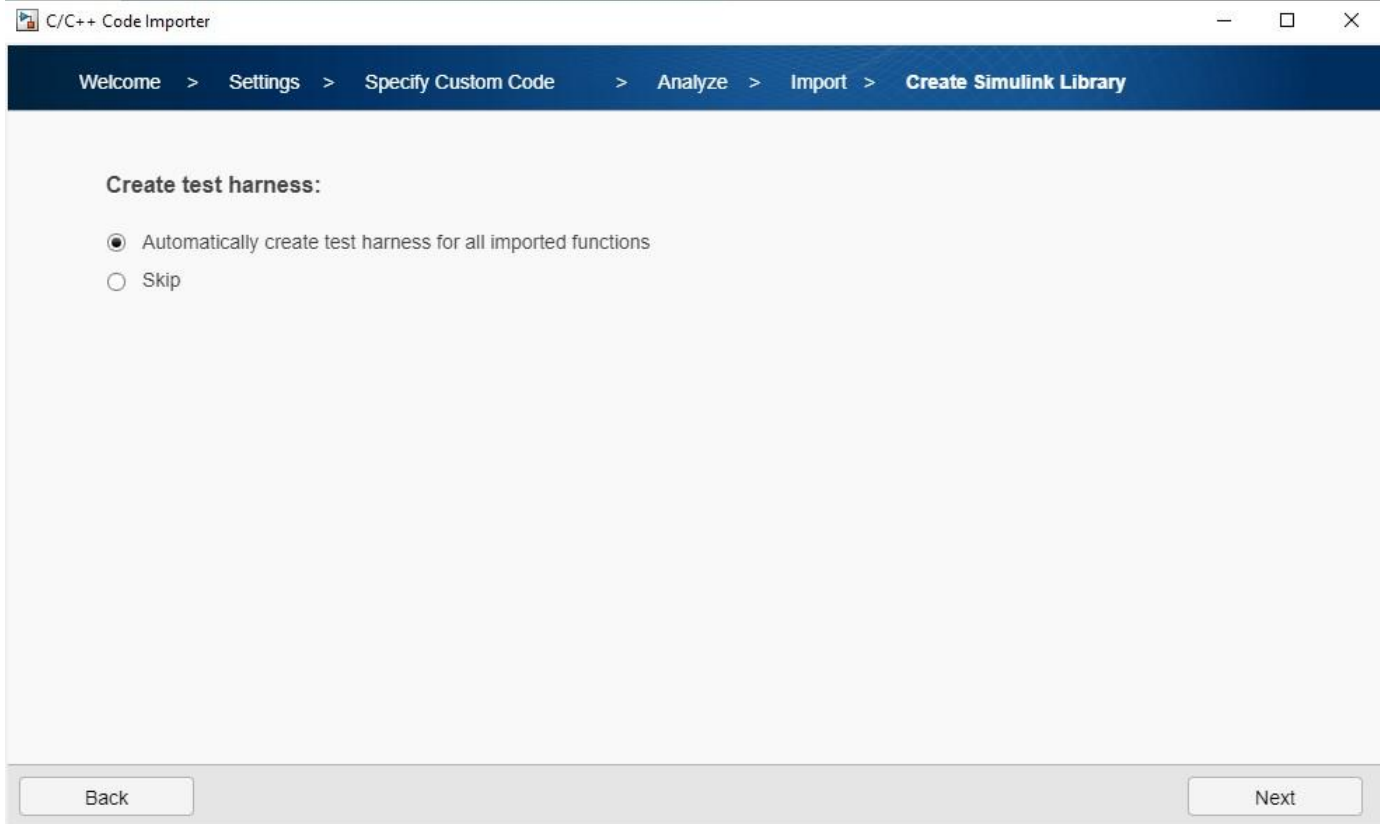 C/C++ Code Importer
Welcome > Settings > Specify Custom Code > Analyze > Import > Create Simulink Library
Create test harness:
Automatically create test harness for all imported functions
Skip
Back Next